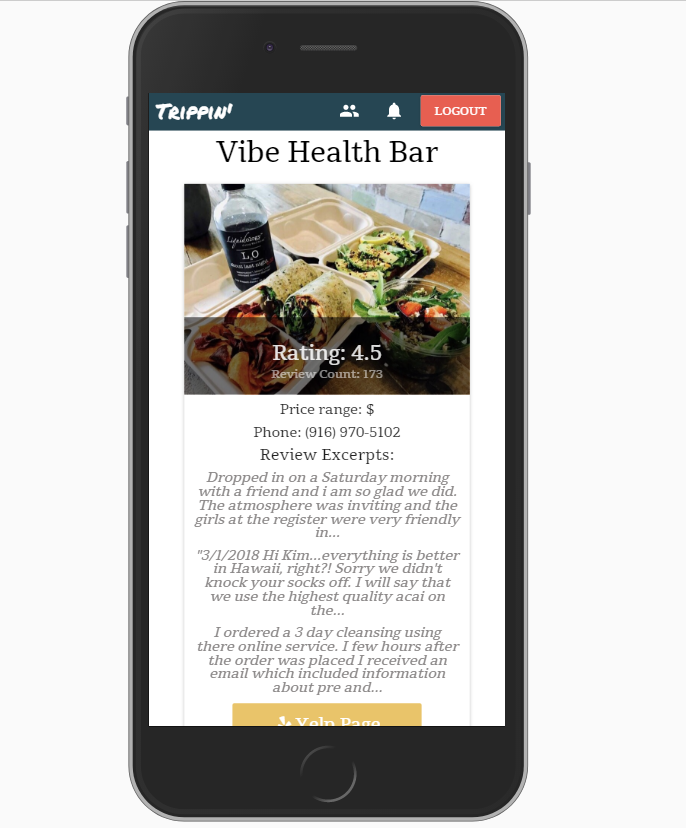 Trippin'
LOGOUT
Vibe Health Bar
Liquidology
L₂O
Rating: 4.5
Review Count: 173
Price range: $
Phone: (916) 970-5102
Review Excerpts:
Dropped in on a Saturday morning
with a friend and i am so glad we did.
The atmosphere was inviting and the
girls at the register were very friendly
in...
"3/1/2018 Hi Kim...everything is better
in Hawaii, right?! Sorry we didn't
knock your socks off. I will say that
we use the highest quality acai on
the...
I ordered a 3 day cleansing using
there online service. I few hours after
the order was placed I received an
email which included information
about pre and...
Yelp Page